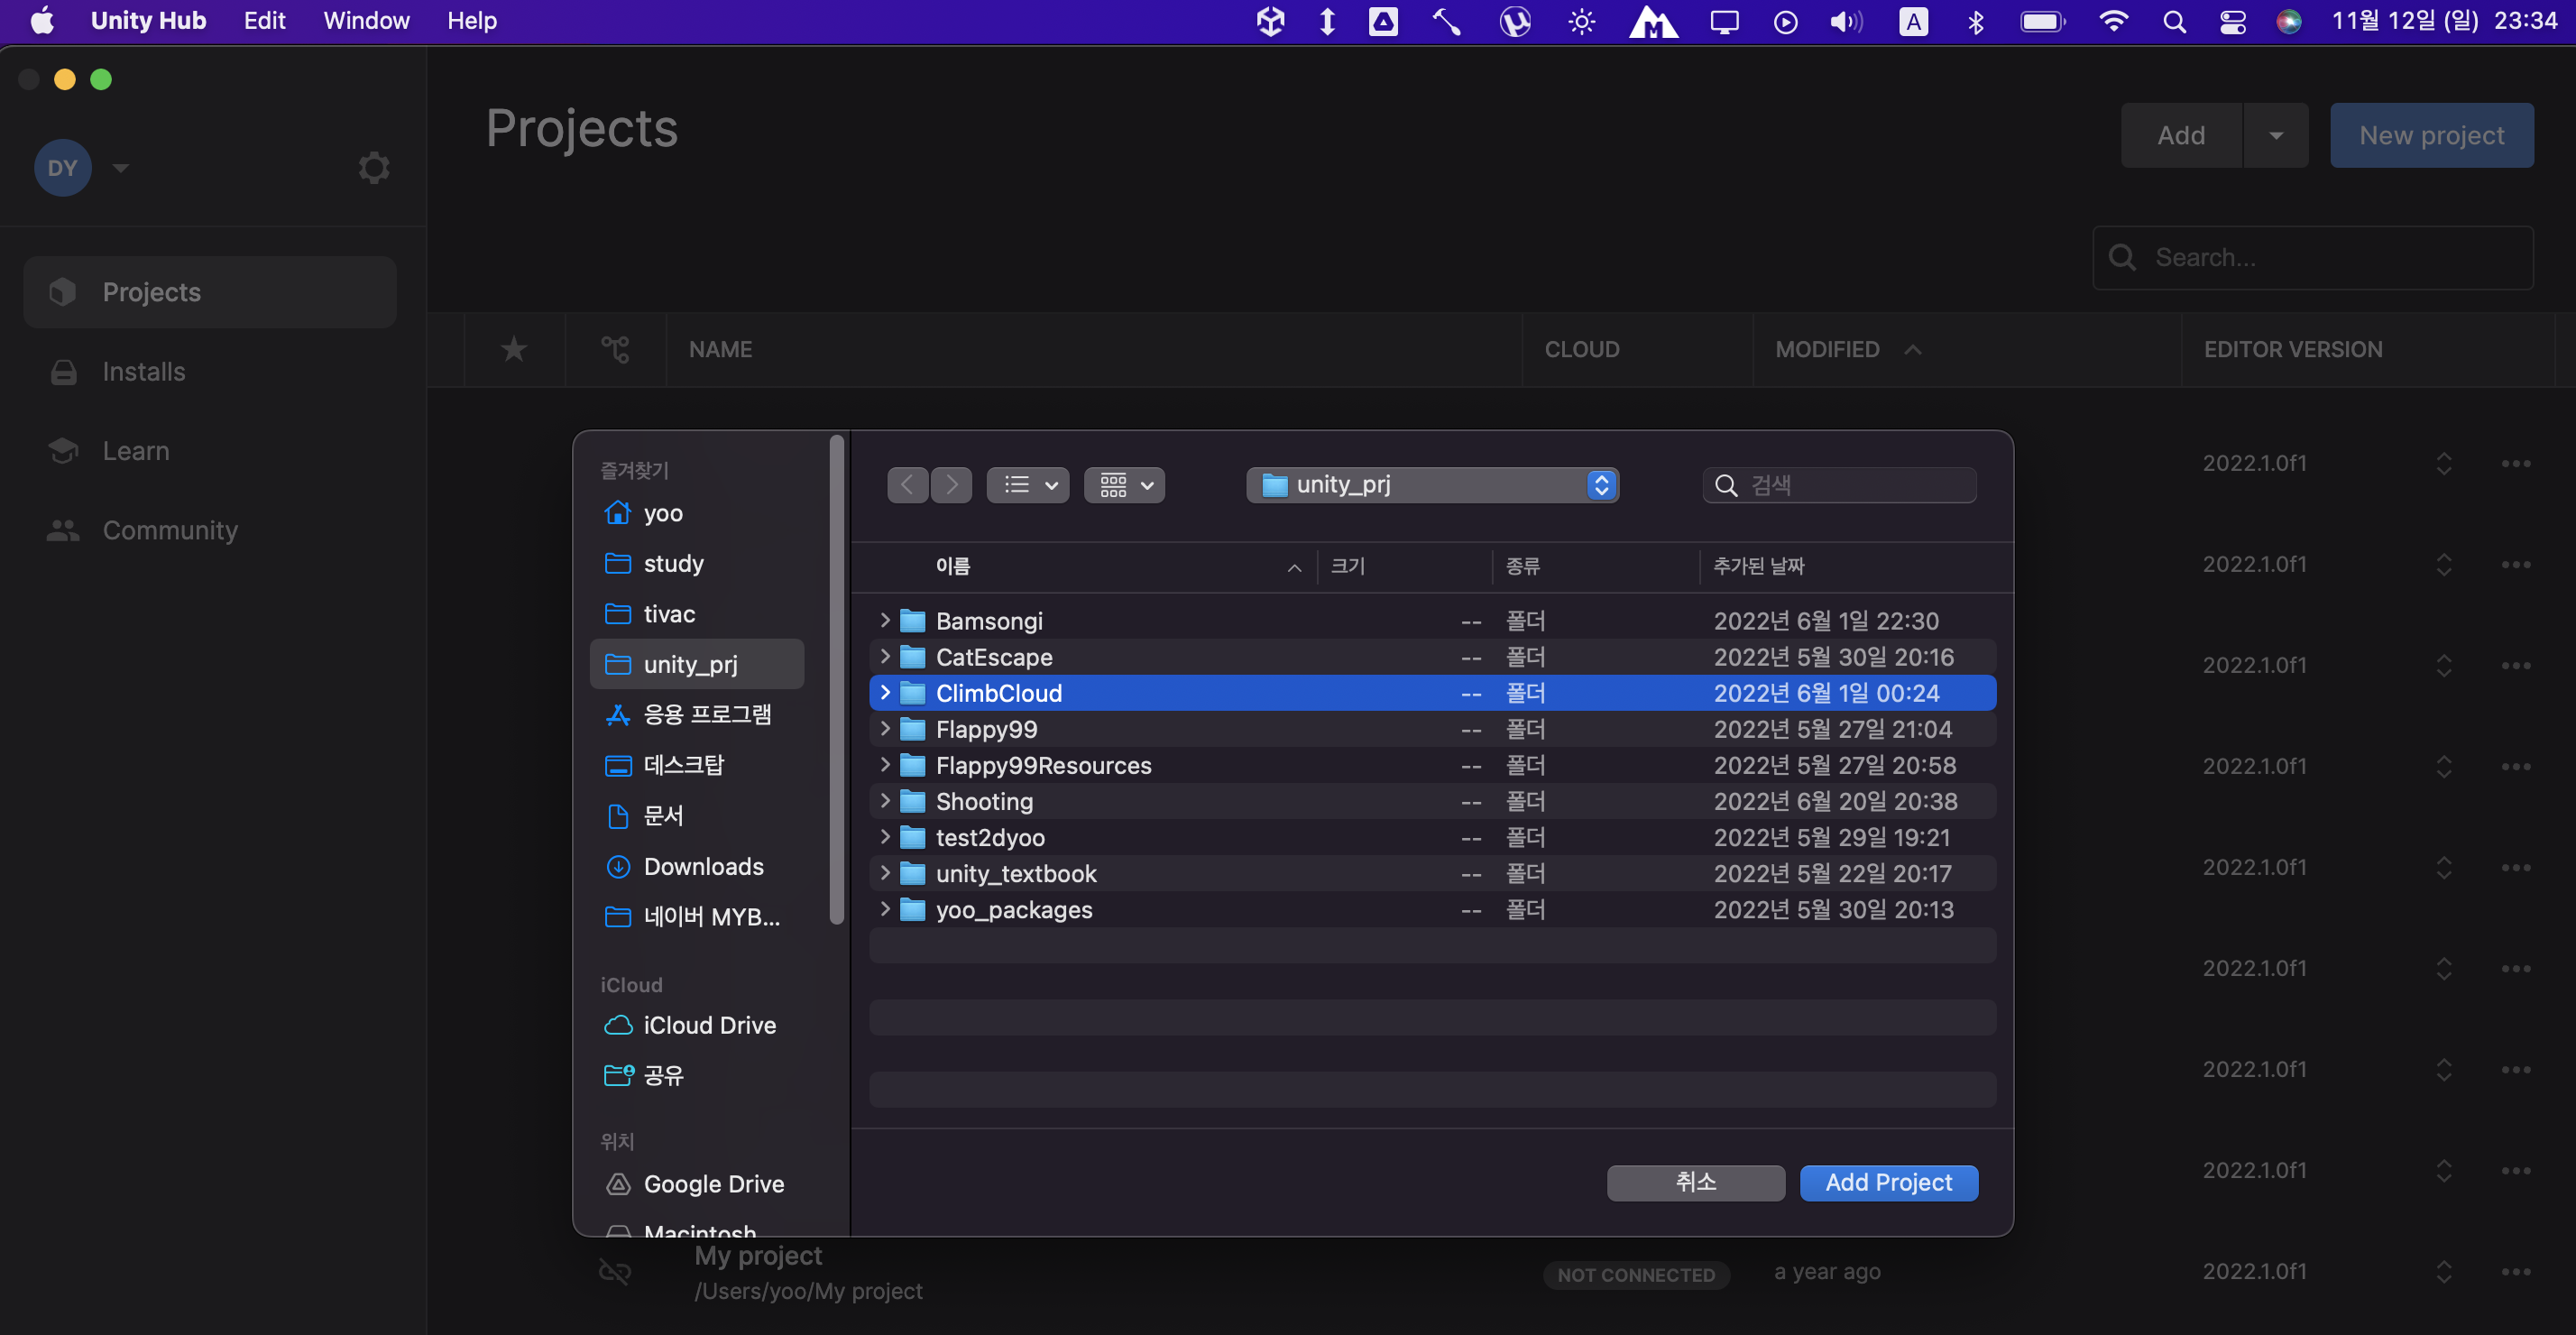 Unity Hub Edit Window Help A 11월 12일 (일) 23:34
DY
Projects
Installs
Learn
Community
Projects
Add New project
Search...
NAME CLOUD MODIFIED EDITOR VERSION
2022.1.0f1
2022.1.0f1
2022.1.0f1
2022.1.0f1
2022.1.0f1
2022.1.0f1
2022.1.0f1
2022.1.0f1
즐겨찾기
yoo
study
tivac
unity_prj
응용 프로그램
데스크탑
문서
Downloads
네이버 MYB...
iCloud
iCloud Drive
공유
위치
Google Drive
Macintosh
unity_prj 검색
이름 크기 종류 추가된 날짜
Bamsongi -- 폴더 2022년 6월 1일 22:30
CatEscape -- 폴더 2022년 5월 30일 20:16
ClimbCloud -- 폴더 2022년 6월 1일 00:24
Flappy99 -- 폴더 2022년 5월 27일 21:04
Flappy99Resources -- 폴더 2022년 5월 27일 20:58
Shooting -- 폴더 2022년 6월 20일 20:38
test2dyoo -- 폴더 2022년 5월 29일 19:21
unity_textbook -- 폴더 2022년 5월 22일 20:17
yoo_packages -- 폴더 2022년 5월 30일 20:13
취소 Add Project
My project
/Users/yoo/My project
NOT CONNECTED a year ago 2022.1.0f1